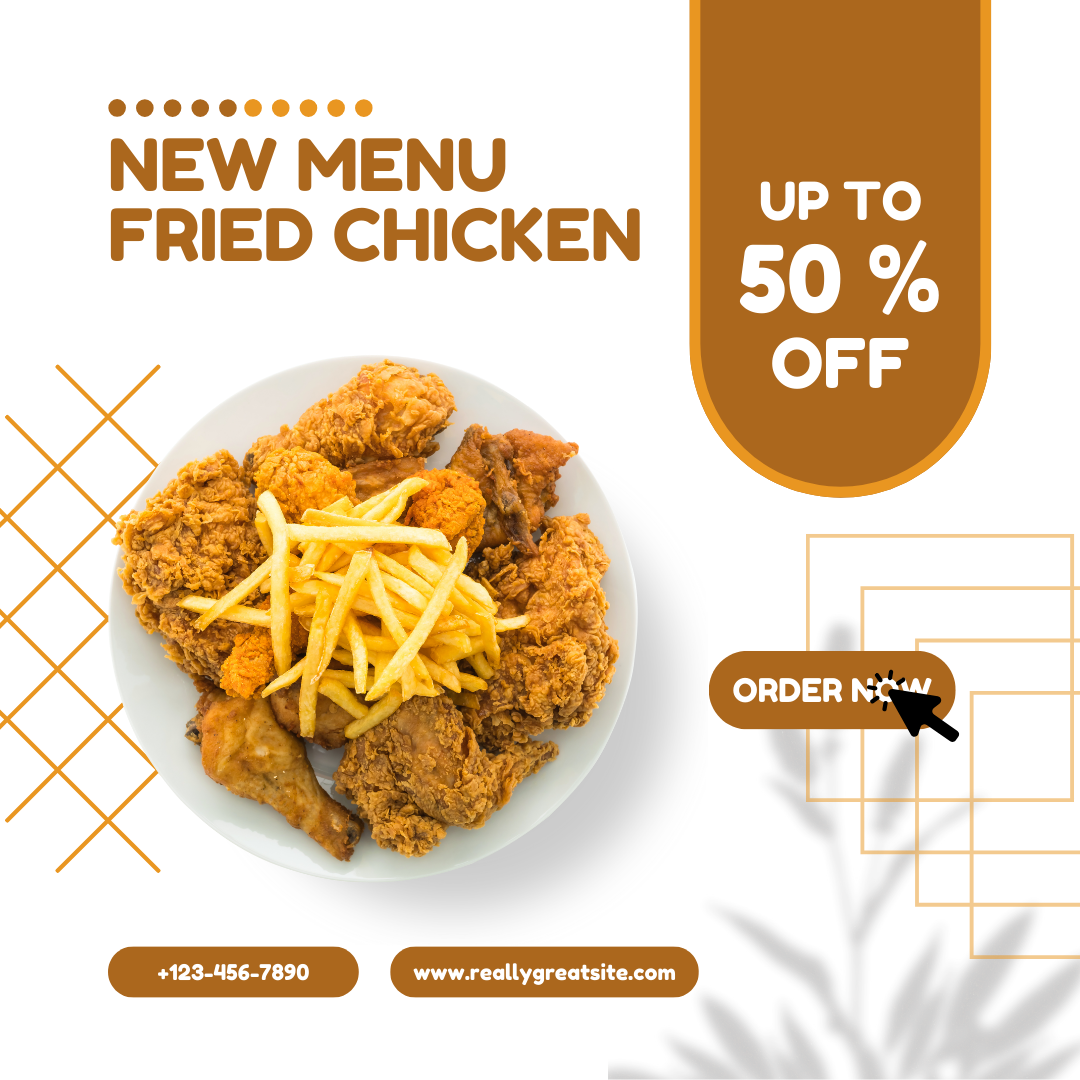 NEW MENU
FRIED CHICKEN
UP TO
50 %
OFF
ORDER NOW
+123-456-7890
www.reallygreatsite.com